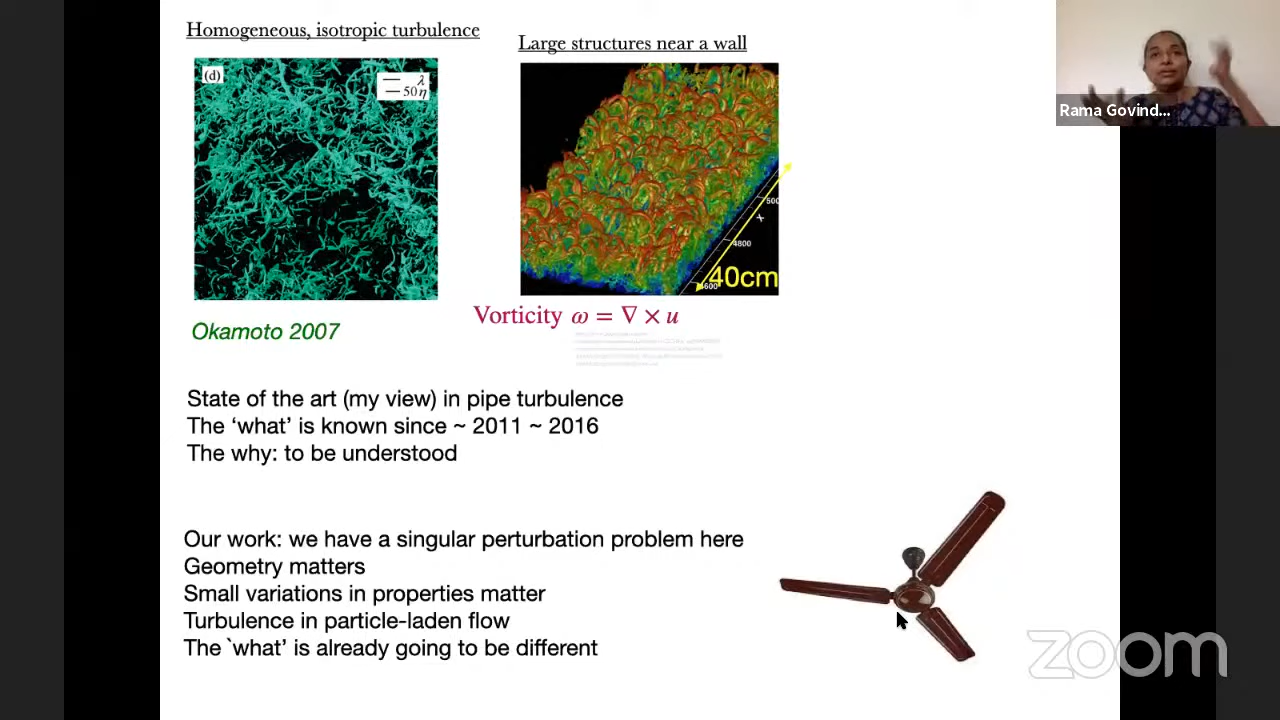 Homogeneous, isotropic turbulence
Large structures near a wall
(d)
λ
50η
500
4800
4600
40cm
Okamoto 2007
Vorticity ω = ∇ × u
State of the art (my view) in pipe turbulence
The ‘what’ is known since ~ 2011 ~ 2016
The why: to be understood
Our work: we have a singular perturbation problem here
Geometry matters
Small variations in properties matter
Turbulence in particle-laden flow
The `what’ is already going to be different
Rama Govind...
zoom